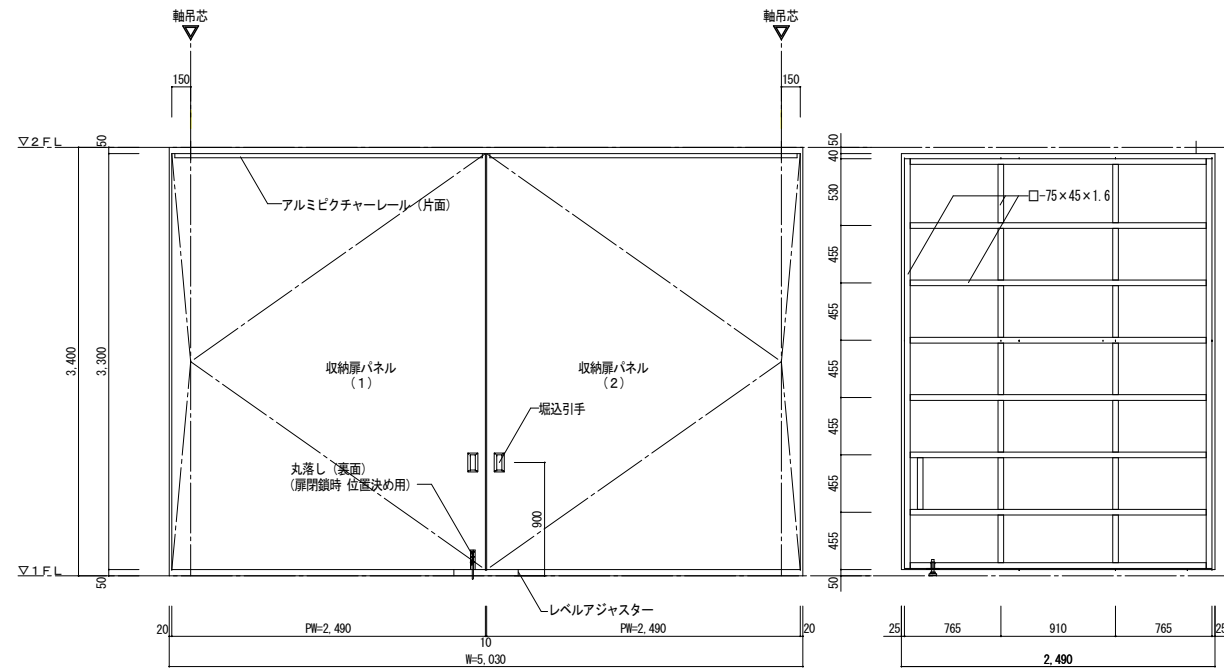 軸吊芯
軸吊芯
150
150
▽2FL
50
3,400
3,300
アルミピクチャーレール (片面)
収納扉パネル
(1)
収納扉パネル
(2)
堀込引手
丸落し (裏面)
(扉閉鎖時 位置決め用)
900
▽1FL
50
レベルアジャスター
20
PW=2,490
10
PW=2,490
20
W=5,030
50
40
530
455
455
455
455
455
455
50
□-75×45×1.6
25
765
910
765
25
2,490